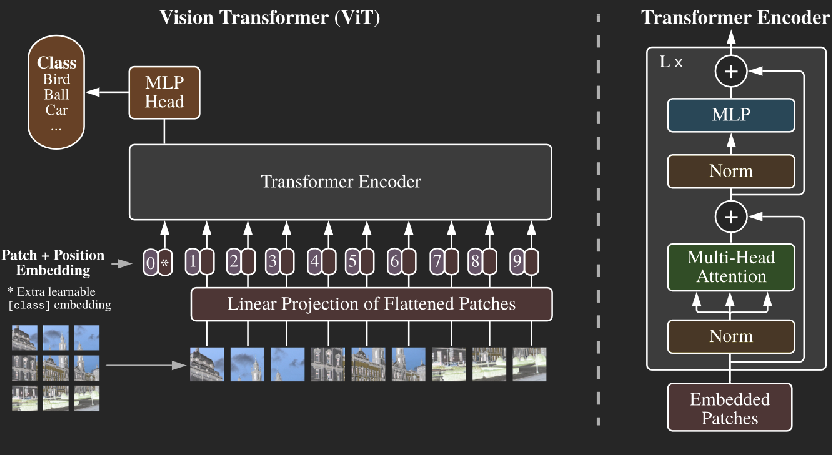 Vision Transformer (ViT)
Class
Bird
Ball
Car
...
MLP
Head
Transformer Encoder
Patch + Position
Embedding
0 * 1 2 3 4 5 6 7 8 9
* Extra learnable
[class] embedding
Linear Projection of Flattened Patches
Transformer Encoder
L x
+
MLP
Norm
+
Multi-Head
Attention
Norm
Embedded
Patches